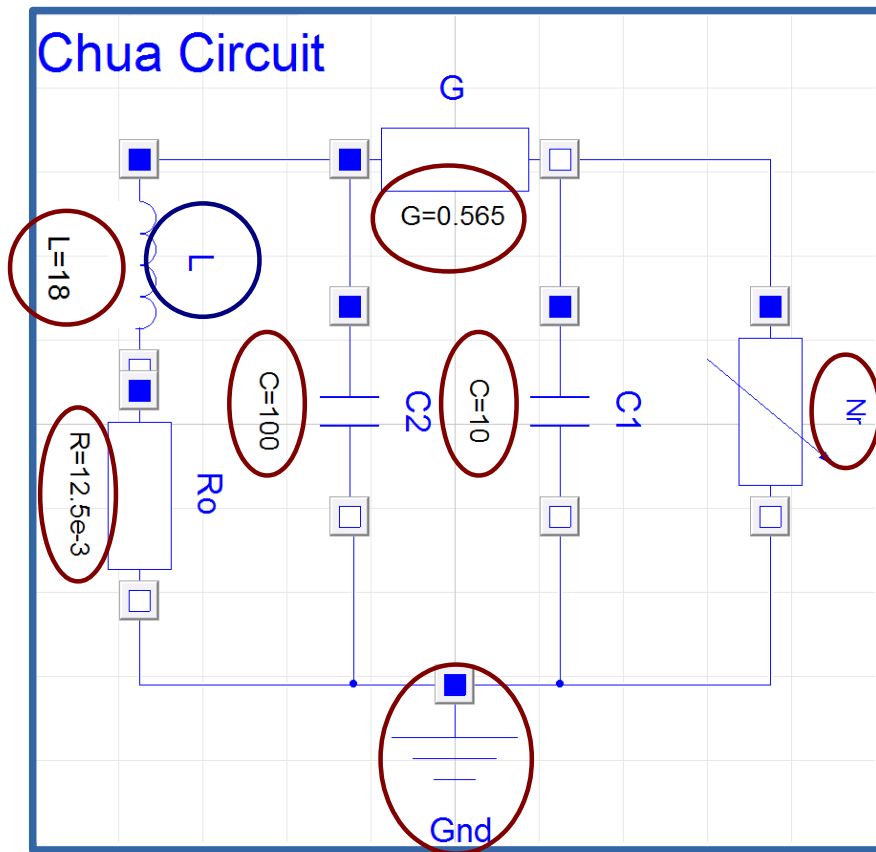 Chua Circuit
G
G=0.565
L=18
L
C=100
C2
C=10
C1
Nr
R=12.5e-3
Ro
Gnd